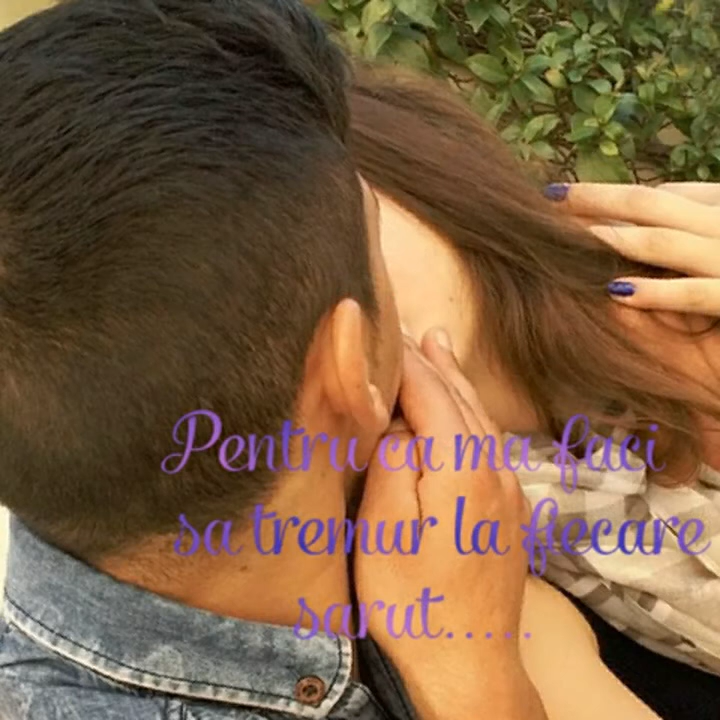 Pentru ca ma faci
sa tremur la fiecare
sarut.....